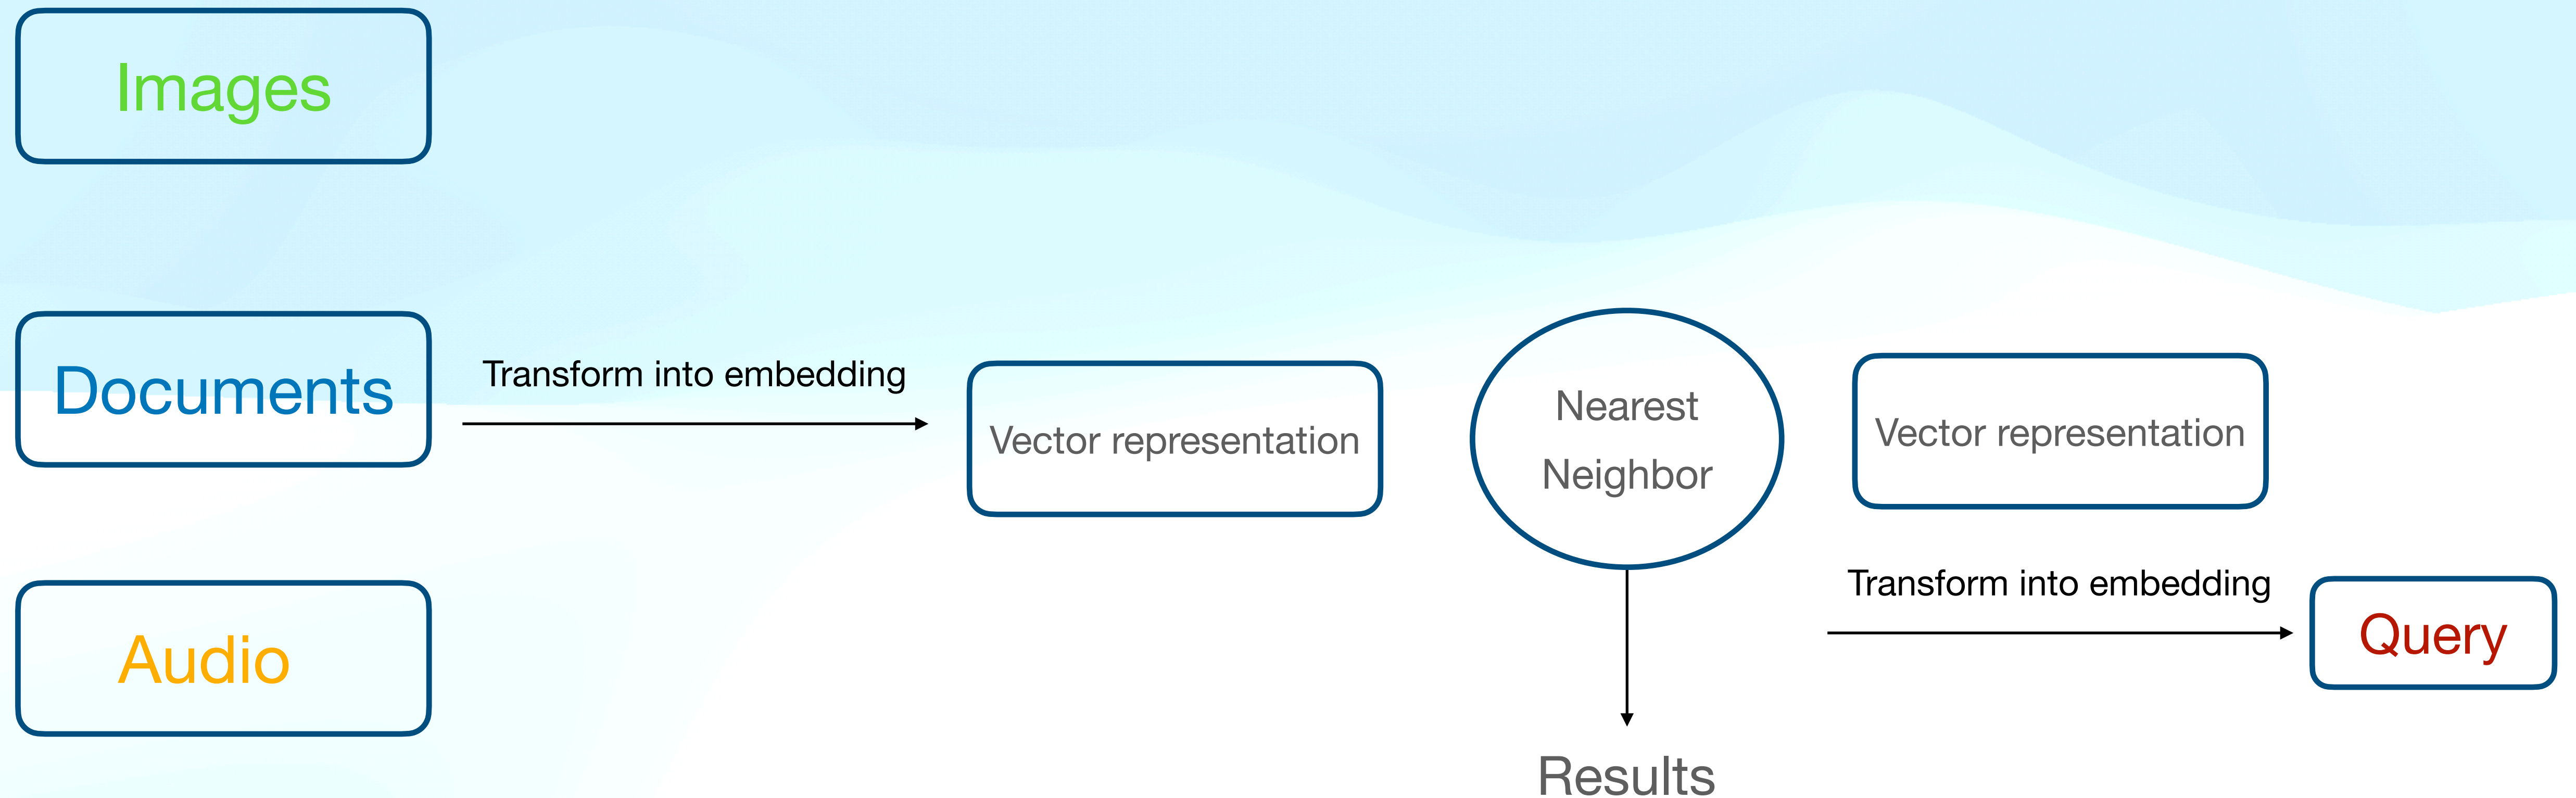 Images
Documents
Transform into embedding
Vector representation
Nearest
Neighbor
Vector representation
Audio
Transform into embedding
Query
Results